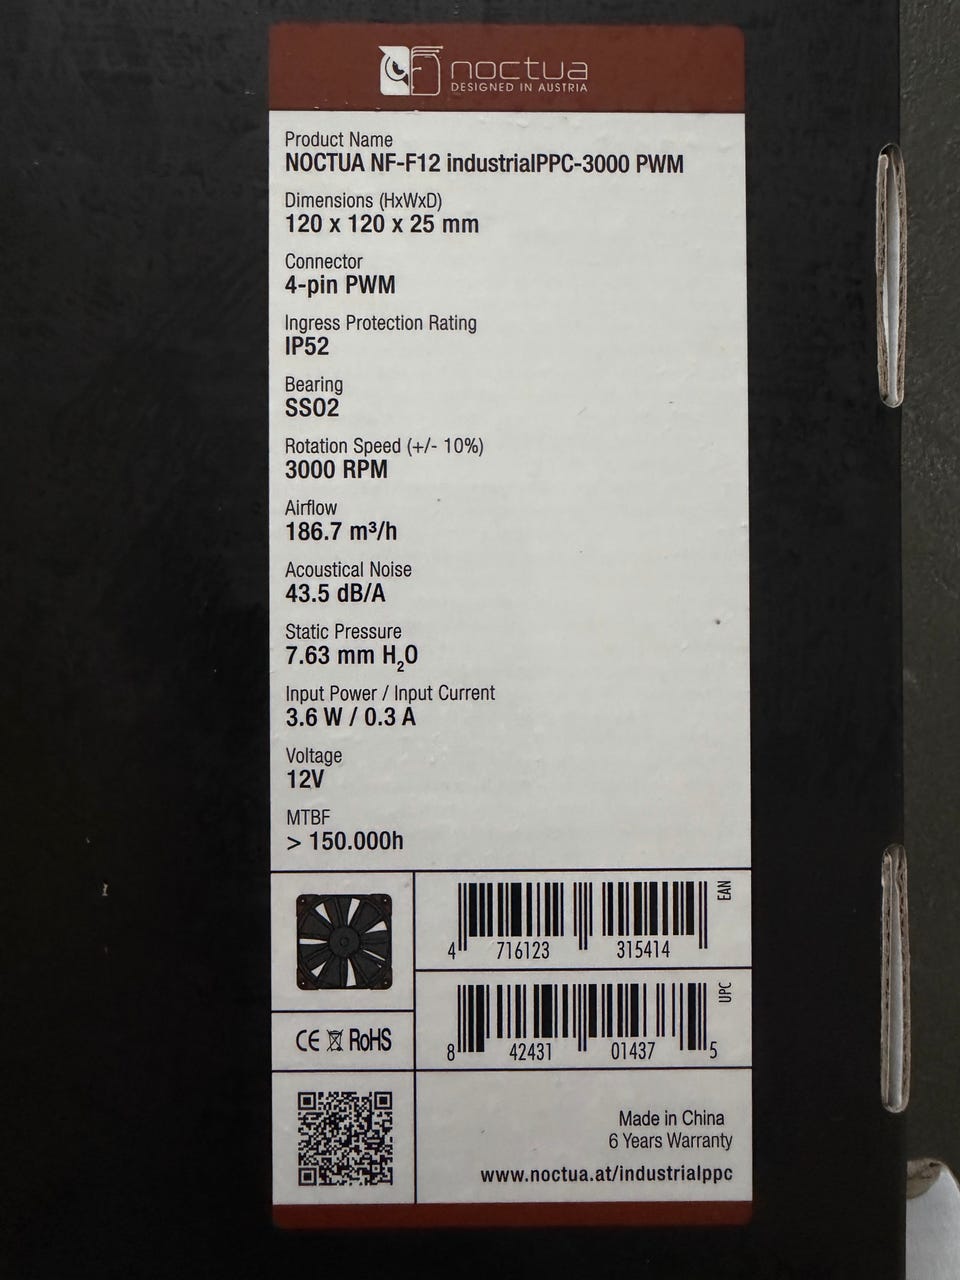 noctua
DESIGNED IN AUSTRIA
Product Name
NOCTUA NF-F12 industrialPPC-3000 PWM
Dimensions (HxWxD)
120 x 120 x 25 mm
Connector
4-pin PWM
Ingress Protection Rating
IP52
Bearing
SSO2
Rotation Speed (+/- 10%)
3000 RPM
Airflow
186.7 m³/h
Acoustical Noise
43.5 dB/A
Static Pressure
7.63 mm H₂O
Input Power / Input Current
3.6 W / 0.3 A
Voltage
12V
MTBF
> 150.000h
EAN
4 716123 315414
UPC
8 42431 01437 5
CE RoHS
Made in China
6 Years Warranty
www.noctua.at/industrialppc